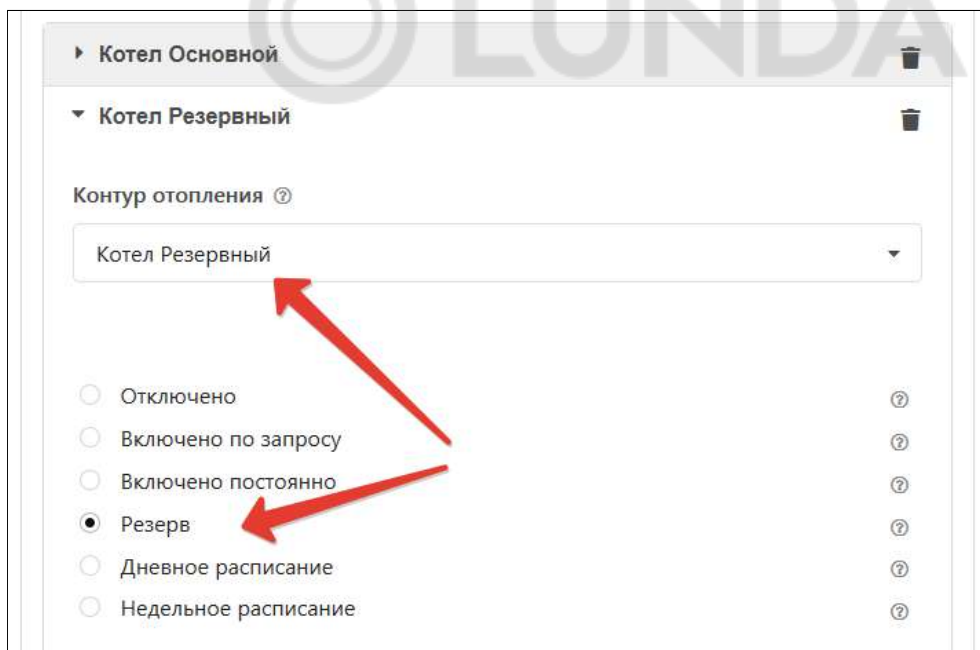 LUNDA
Котел Основной
Котел Резервный
Контур отопления ?
Котел Резервный
Отключено ?
Включено по запросу ?
Включено постоянно ?
Резерв ?
Дневное расписание ?
Недельное расписание ?